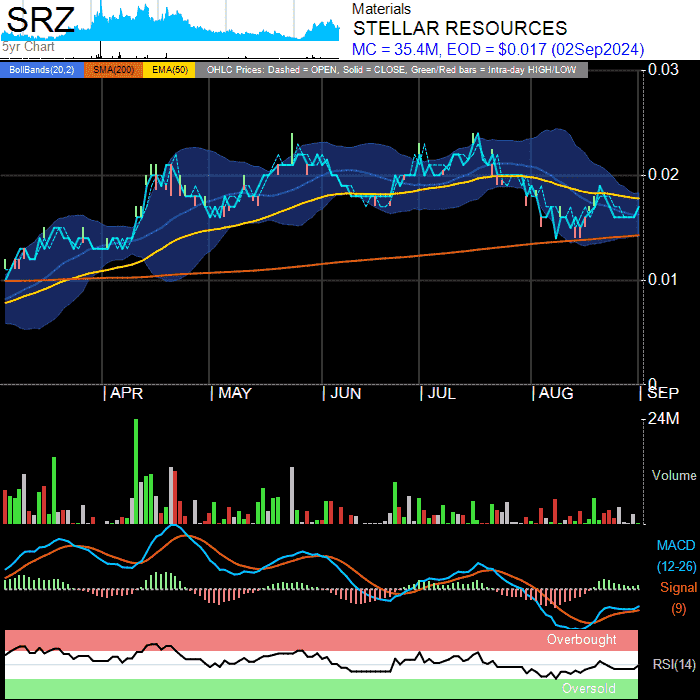 SRZ
5yr Chart
Materials
STELLAR RESOURCES
MC = 35.4M, EOD = $0.017 (02Sep2024)
BollBands(20,2) SMA(200) EMA(50) OHLC Prices: Dashed = OPEN, Solid = CLOSE, Green/Red bars = Intra-day HIGH/LOW
0.03
0.02
0.01
0
| APR | MAY | JUN | JUL | AUG | SEP
24M
Volume
MACD
(12-26)
Signal
(9)
Overbought
RSI(14)
Oversold